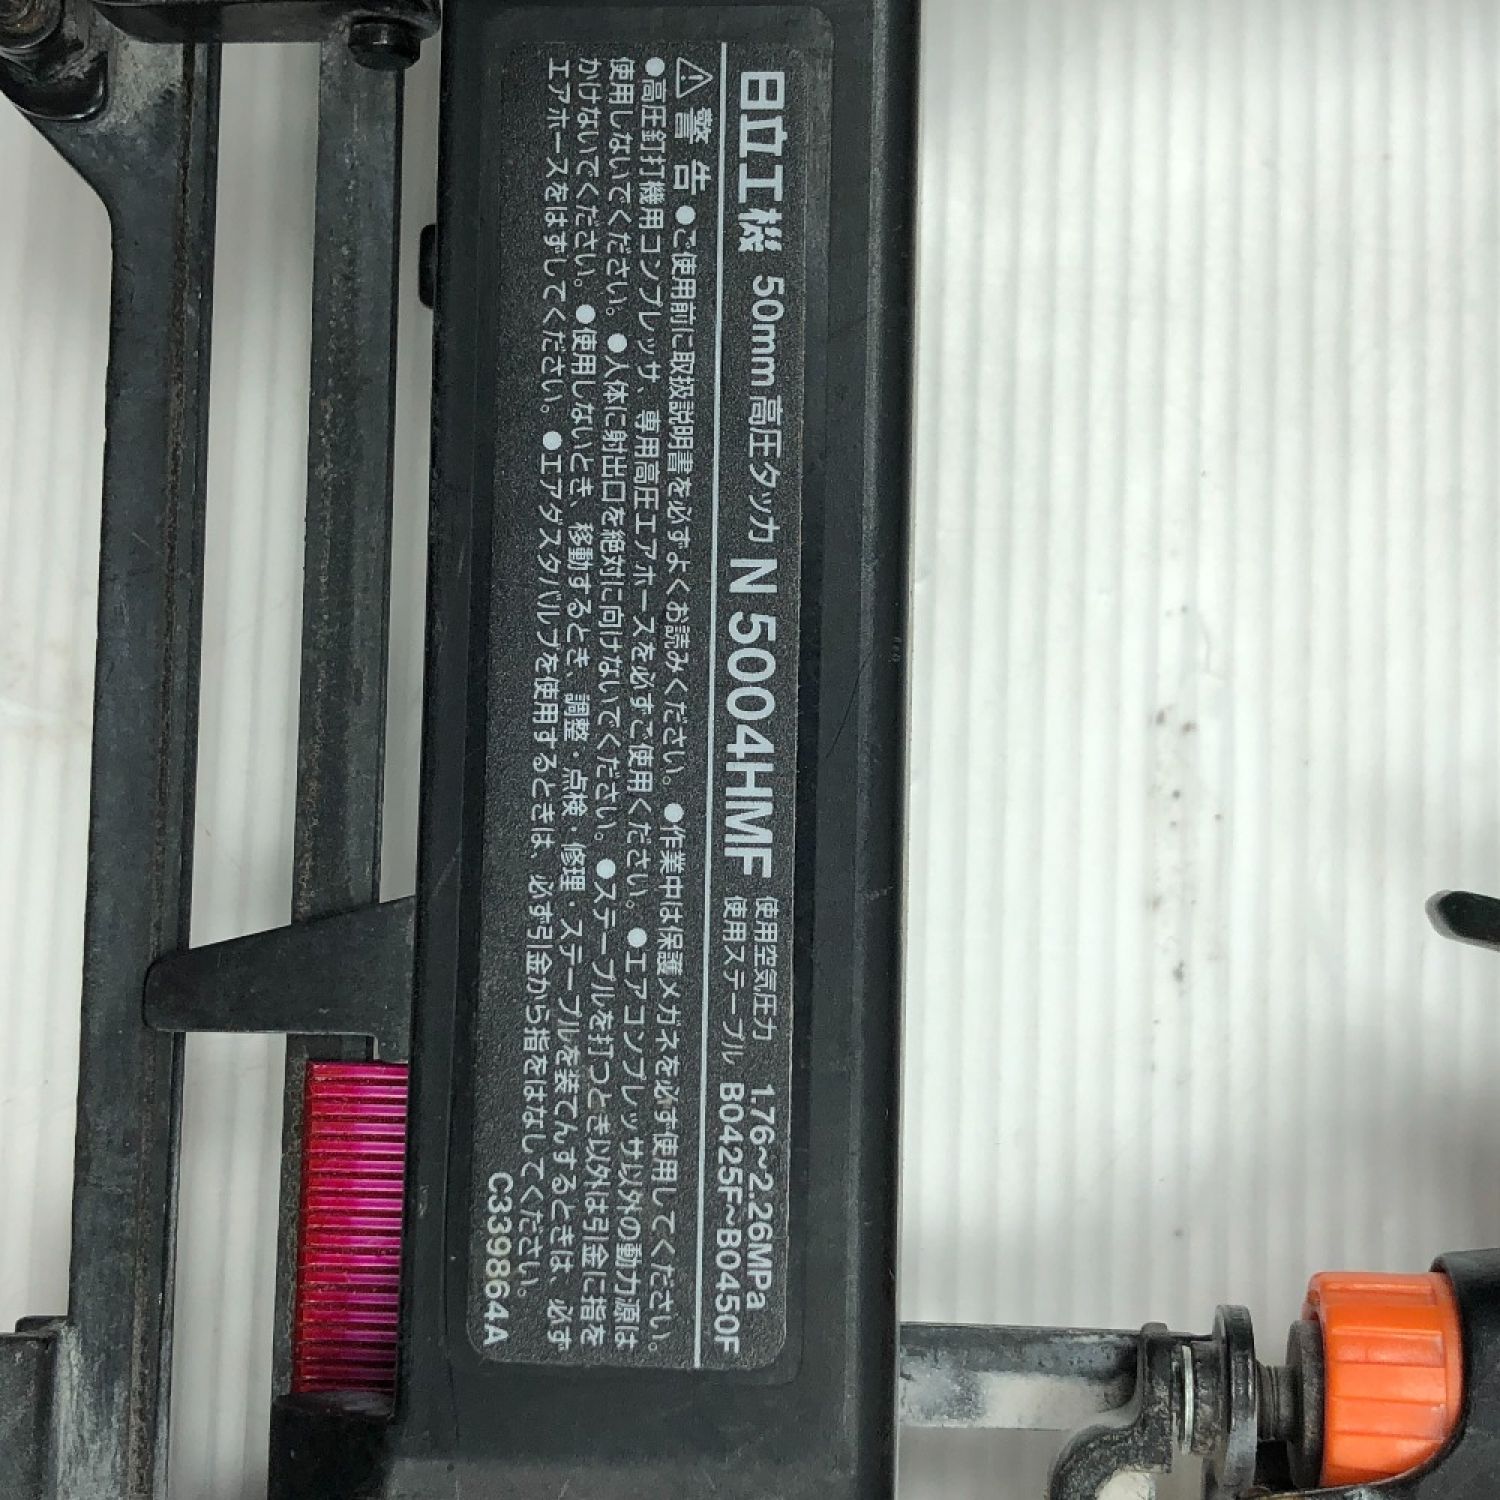 日立工機 50mm 高圧タッカ N 5004HMF 使用空気圧力 1.76～2.26MPa
使用ステープル B0425F～B0450F
⚠警告 ●ご使用前に取扱説明書を必ずよくお読みください。●作業中は保護メガネを必ず使用してください。
●高圧釘打機用コンプレッサ、専用高圧エアホースを必ずご使用ください。●エアコンプレッサ以外の動力源は
使用しないでください。●人体に射出口を絶対に向けないでください。●ステープルを打つとき以外は引金に指を
かけないでください。●使用しないとき、移動するとき、調整・点検・修理・ステープルを装てんするときは、必ず
エアホースをはずしてください。●エアダスタバルブを使用するときは、必ず引金から指をはなしてください。
C339864A